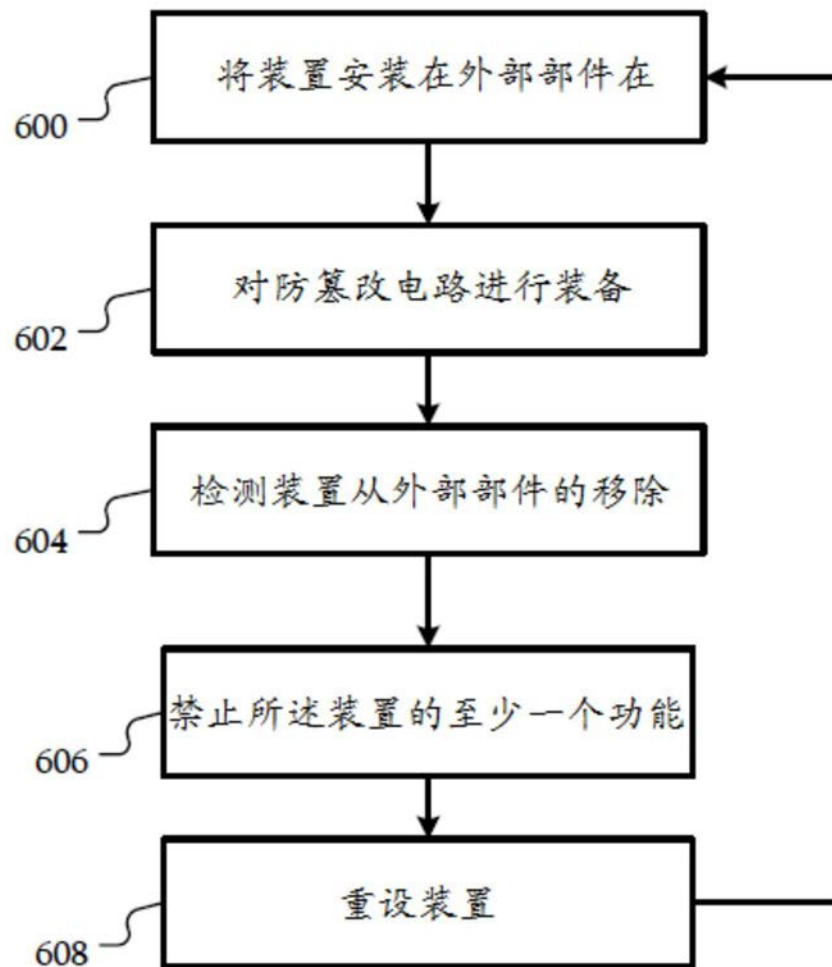 将装置安装在外部部件在
600
对防篡改电路进行装备
602
检测装置从外部部件的移除
604
禁止所述装置的至少一个功能
606
重设装置
608